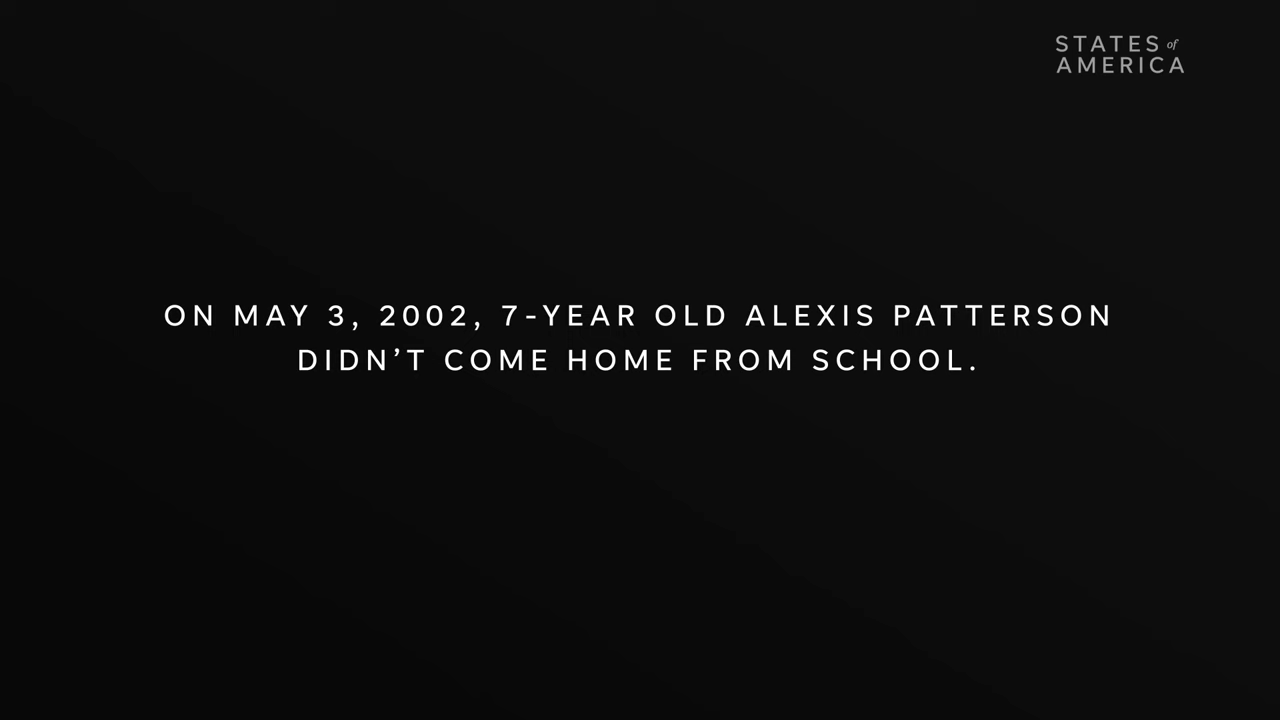 STATES of
AMERICA
ON MAY 3, 2002, 7-YEAR OLD ALEXIS PATTERSON
DIDN’T COME HOME FROM SCHOOL.